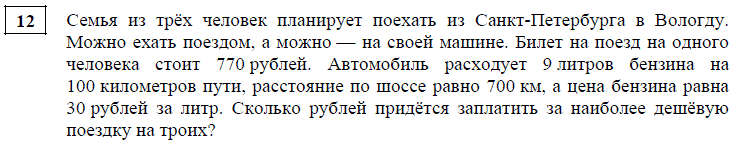 12 Семья из трёх человек планирует поехать из Санкт-Петербурга в Вологду.
Можно ехать поездом, а можно — на своей машине. Билет на поезд на одного
человека стоит 770 рублей. Автомобиль расходует 9 литров бензина на
100 километров пути, расстояние по шоссе равно 700 км, а цена бензина равна
30 рублей за литр. Сколько рублей придётся заплатить за наиболее дешёвую
поездку на троих?